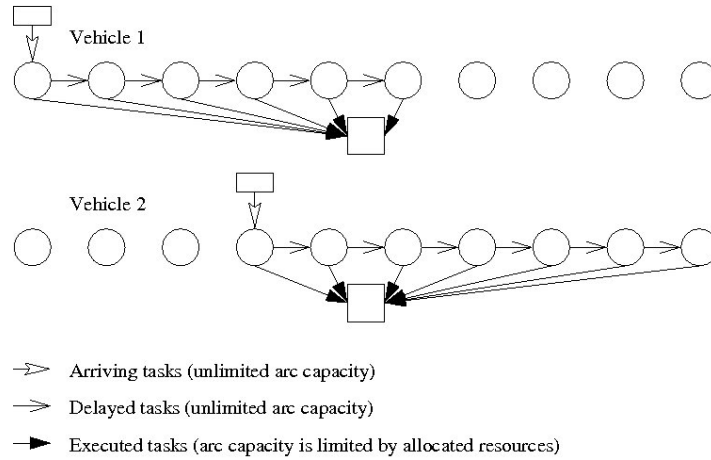 Vehicle 1
Vehicle 2
Arriving tasks (unlimited arc capacity)
Delayed tasks (unlimited arc capacity)
Executed tasks (arc capacity is limited by allocated resources)